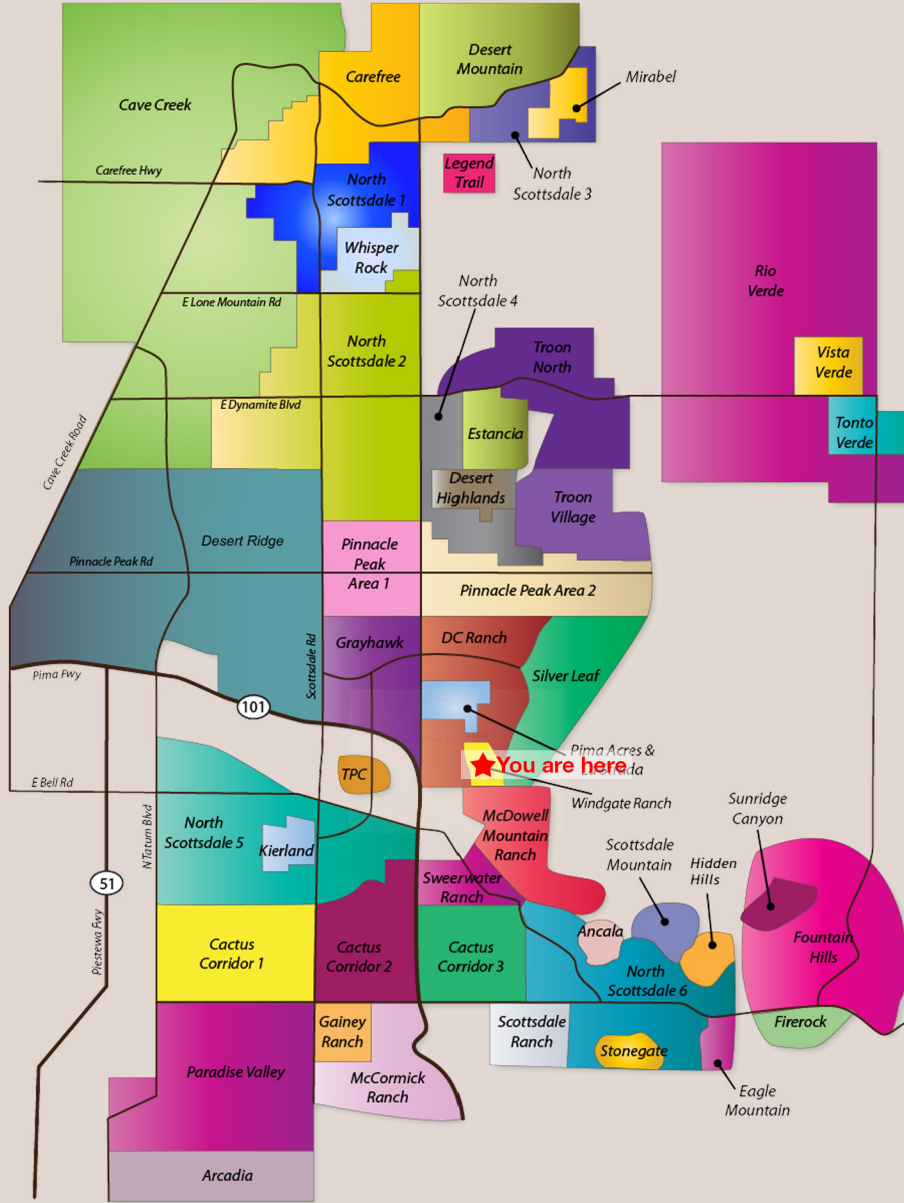 Desert
Mountain
Carefree
Mirabel
Cave Creek
Carefree Hwy
Legend
Trail
North
Scottsdale 3
North
Scottsdale 1
Whisper
Rock
Rio
Verde
E Lone Mountain Rd
North
Scottsdale 4
North
Scottsdale 2
Troon
North
Vista
Verde
E Dynamite Blvd
Cave Creek Road
Estancia
Tonto
Verde
Desert
Highlands
Troon
Village
Desert Ridge
Pinnacle
Peak
Area 1
Pinnacle Peak Rd
Pinnacle Peak Area 2
Grayhawk
DC Ranch
Scottsdale Rd
Silver Leaf
Pima Fwy
101
Pima Acres &
You are here
TPC
E Bell Rd
Windgate Ranch
N Tatum Blvd
North
Scottsdale 5
Kierland
McDowell
Mountain
Ranch
Sunridge
Canyon
Scottsdale
Mountain
Hidden
Hills
51
Sweerwater
Ranch
Piestewa Fwy
Cactus
Corridor 1
Cactus
Corridor 2
Cactus
Corridor 3
Ancala
North
Scottsdale 6
Fountain
Hills
Gainey
Ranch
Scottsdale
Ranch
Stonegate
Firerock
Paradise Valley
McCormick
Ranch
Eagle
Mountain
Arcadia